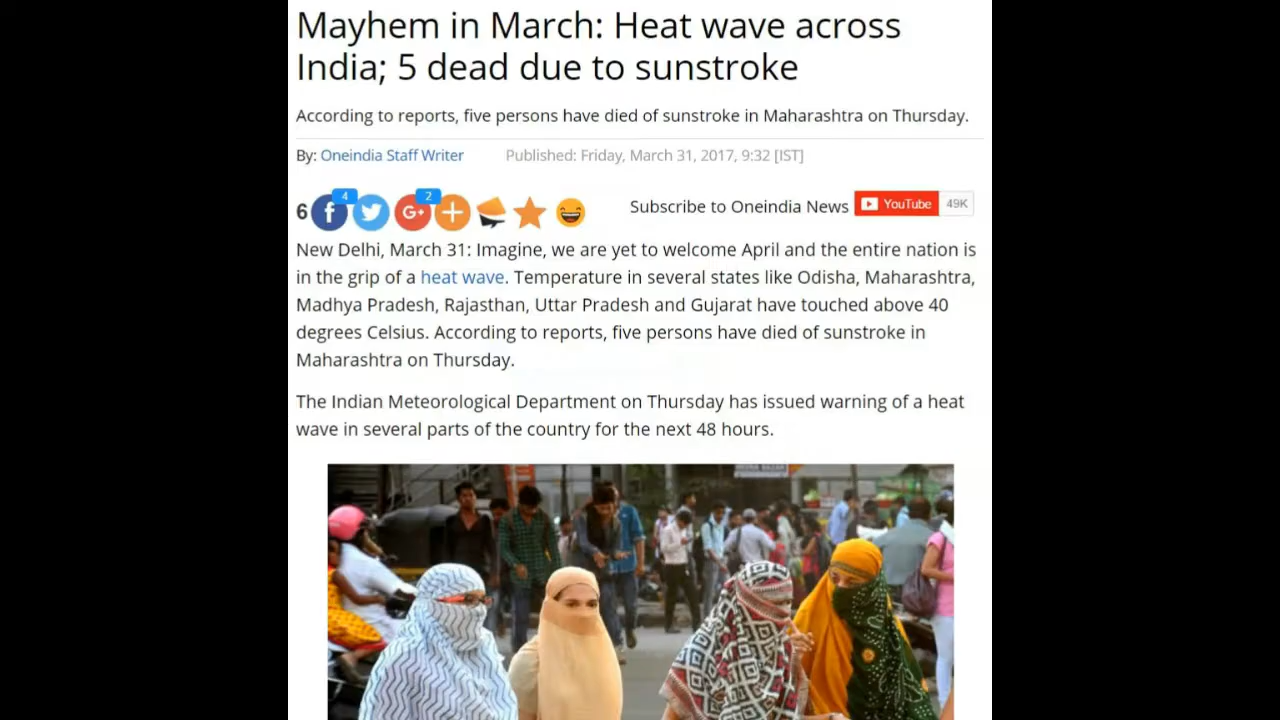 Mayhem in March: Heat wave across
India; 5 dead due to sunstroke
According to reports, five persons have died of sunstroke in Maharashtra on Thursday.
By: Oneindia Staff Writer Published: Friday, March 31, 2017, 9:32 [IST]
4 2
6 f G+ Subscribe to Oneindia News YouTube 49K
New Delhi, March 31: Imagine, we are yet to welcome April and the entire nation is
in the grip of a heat wave. Temperature in several states like Odisha, Maharashtra,
Madhya Pradesh, Rajasthan, Uttar Pradesh and Gujarat have touched above 40
degrees Celsius. According to reports, five persons have died of sunstroke in
Maharashtra on Thursday.
The Indian Meteorological Department on Thursday has issued warning of a heat
wave in several parts of the country for the next 48 hours.